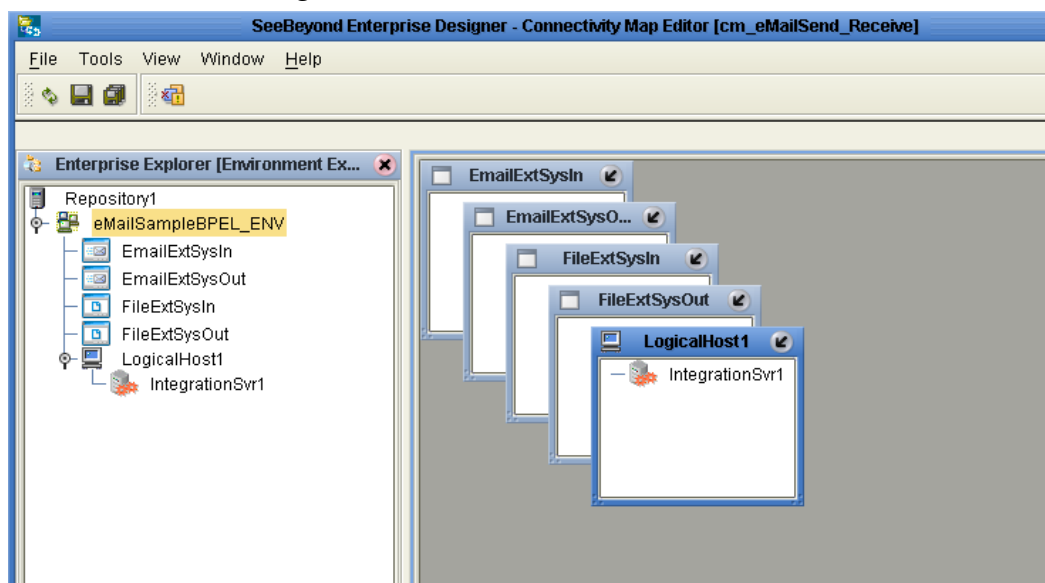 SeeBeyond Enterprise Designer - Connectivity Map Editor [cm_eMailSend_Receive]
File Tools View Window Help
Enterprise Explorer [Environment Ex...
Repository1
eMailSampleBPEL_ENV
EmailExtSysIn
EmailExtSysOut
FileExtSysIn
FileExtSysOut
LogicalHost1
IntegrationSvr1
EmailExtSysIn
EmailExtSysO...
FileExtSysIn
FileExtSysOut
LogicalHost1
IntegrationSvr1